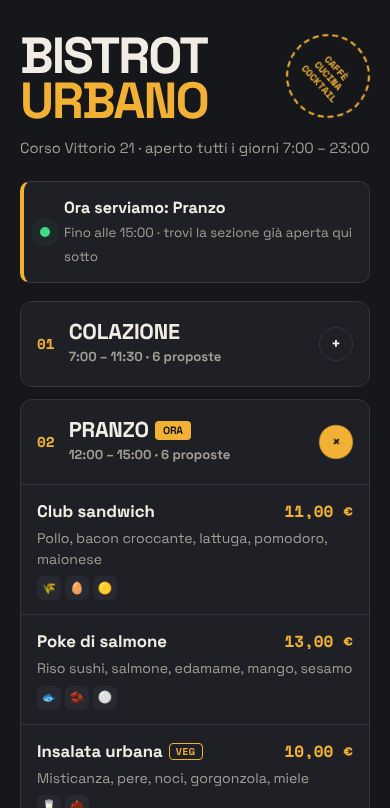 BISTROT
URBANO
CAFFÈ
CUCINA
COCKTAIL
Corso Vittorio 21 · aperto tutti i giorni 7:00 – 23:00
Ora serviamo: Pranzo
Fino alle 15:00 · trovi la sezione già aperta qui
sotto
01 COLAZIONE +
7:00 – 11:30 · 6 proposte
02 PRANZO ORA ×
12:00 – 15:00 · 6 proposte
Club sandwich 11,00 €
Pollo, bacon croccante, lattuga, pomodoro,
maionese
Poke di salmone 13,00 €
Riso sushi, salmone, edamame, mango, sesamo
Insalata urbana VEG 10,00 €
Misticanza, pere, noci, gorgonzola, miele